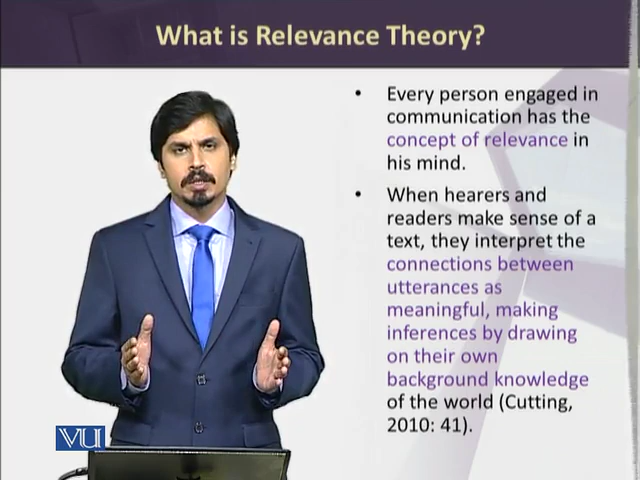 What is Relevance Theory?
• Every person engaged in
communication has the
concept of relevance in
his mind.
• When hearers and
readers make sense of a
text, they interpret the
connections between
utterances as
meaningful, making
inferences by drawing
on their own
background knowledge
of the world (Cutting,
2010: 41).
VU